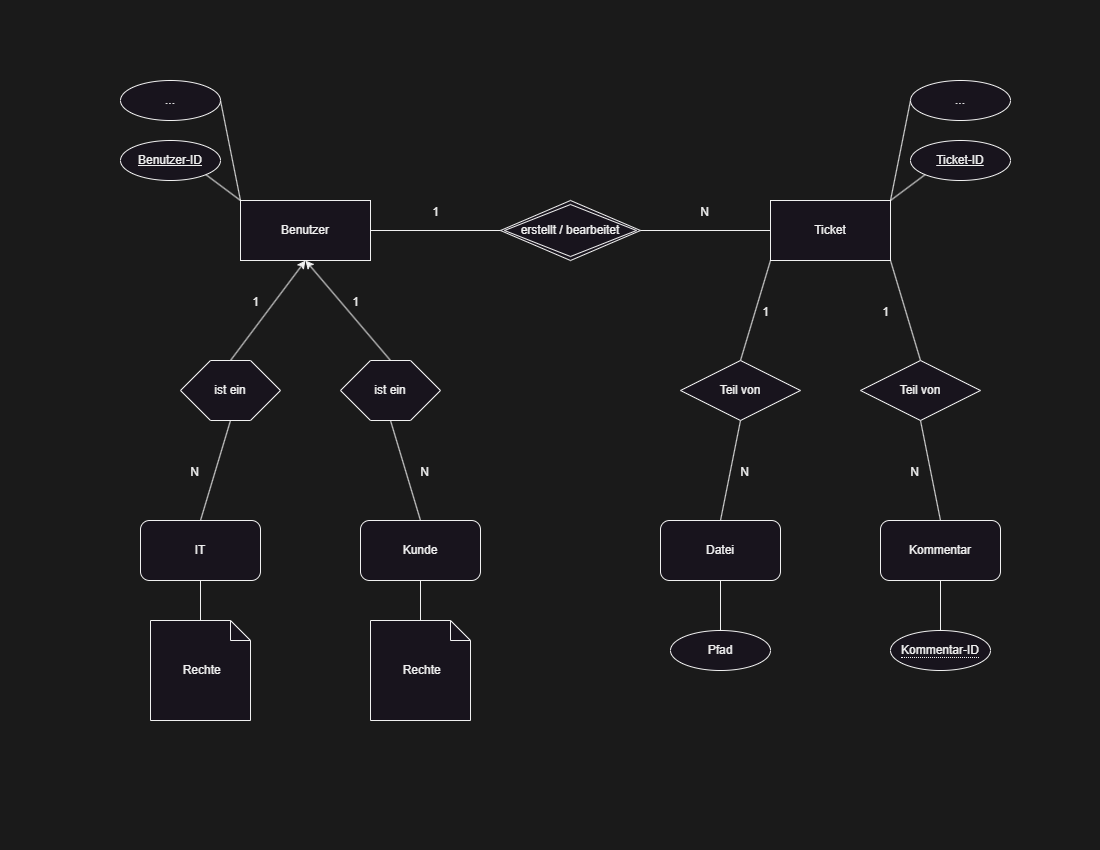 ...
...
Benutzer-ID
Ticket-ID
Benutzer
1
erstellt / bearbeitet
N
Ticket
1
1
1
1
ist ein
ist ein
Teil von
Teil von
N
N
N
N
IT
Kunde
Datei
Kommentar
Rechte
Rechte
Pfad
Kommentar-ID